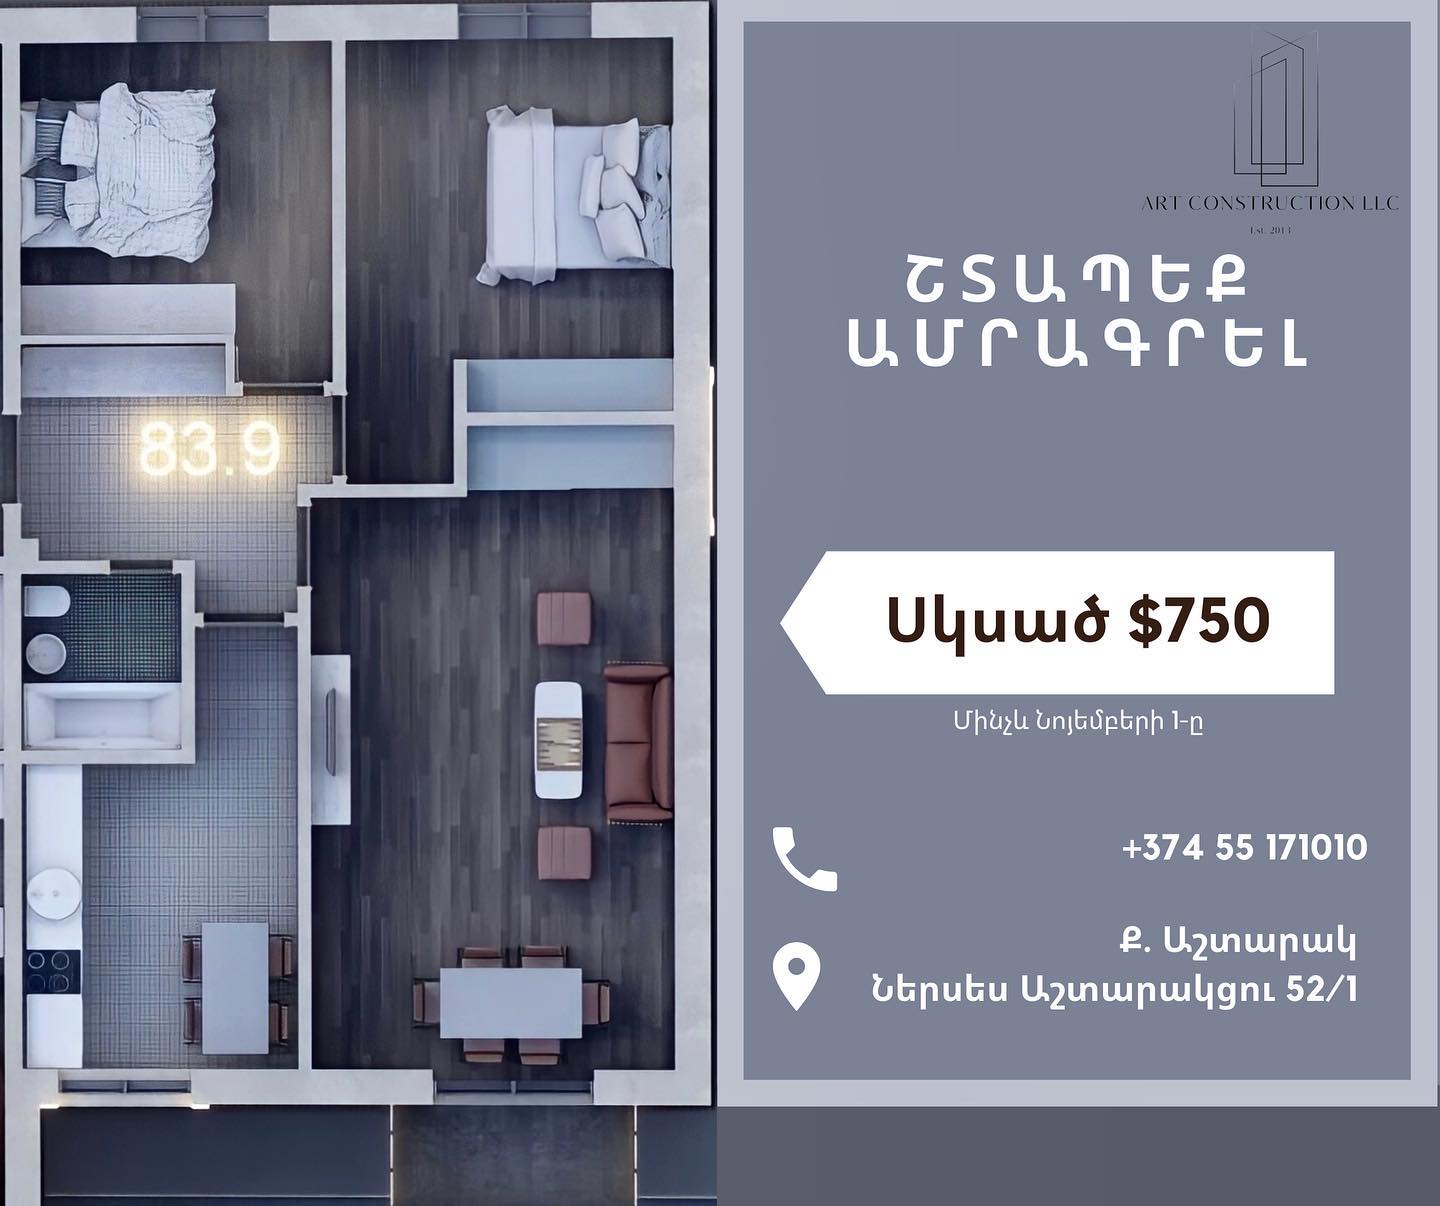 83.9
ART CONSTRUCTION LLC
Est. 2013
ՇՏԱՊԵՔ
ԱՄՐԱԳՐԵԼ
Սկսած $750
Մինչև Նոյեմբերի 1-ը
+374 55 171010
Ք. Աշտարակ
Ներսես Աշտարակցու 52/1